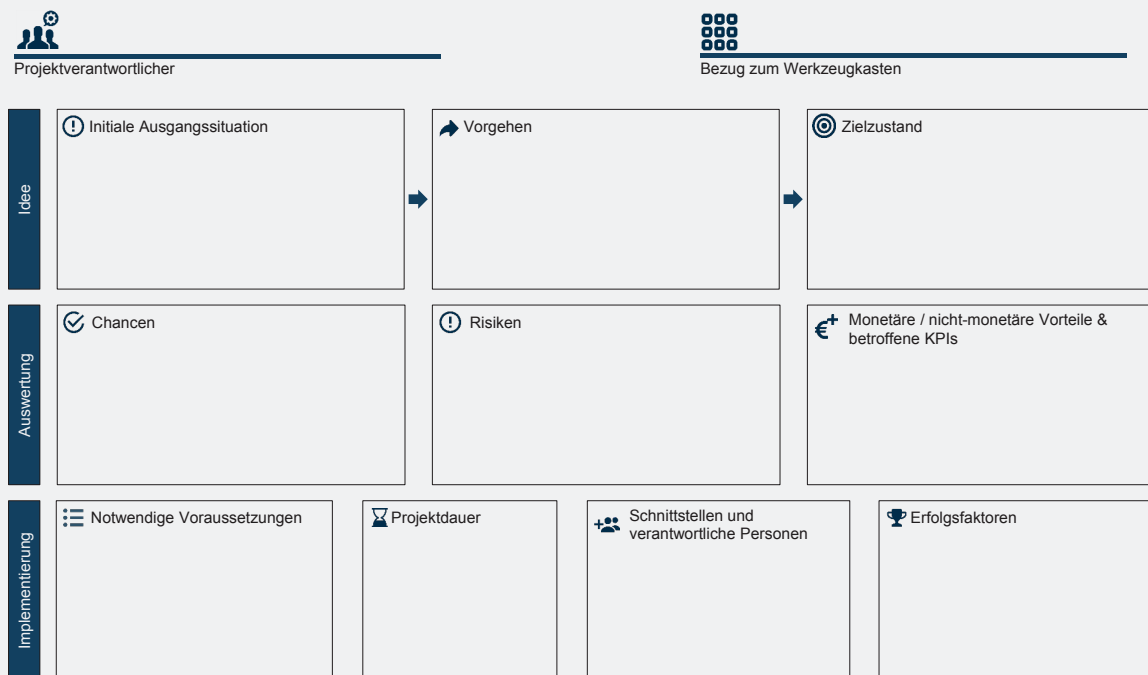 Projektverantwortlicher
Bezug zum Werkzeugkasten
Idee
Initiale Ausgangssituation
Vorgehen
Zielzustand
Auswertung
Chancen
Risiken
Monetäre / nicht-monetäre Vorteile &
betroffene KPIs
Implementierung
Notwendige Voraussetzungen
Projektdauer
Schnittstellen und
verantwortliche Personen
Erfolgsfaktoren